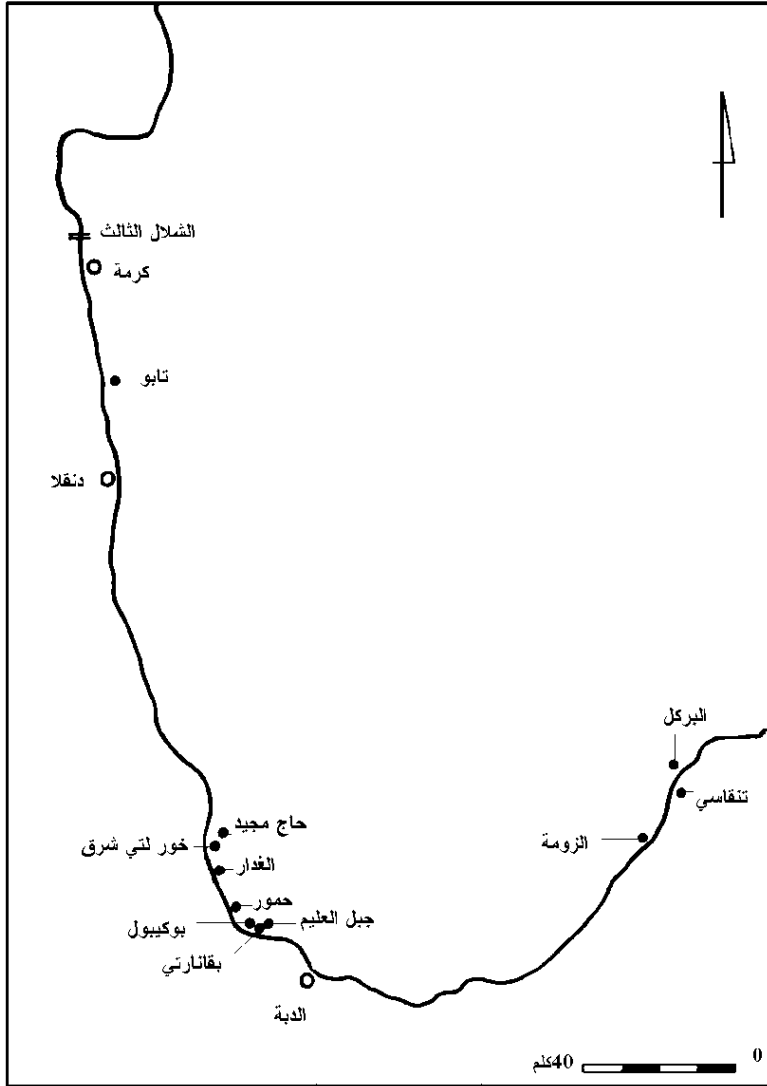 الشلال الثالث
كرمة
تابو
دنقلا
البركل
تنقاسي
حاج مجيد
الزومة
خور لتي شرق
الغدار
حمور
جبل العليم
بوكيبول
بقانارتي
الدبة
0
40كلم